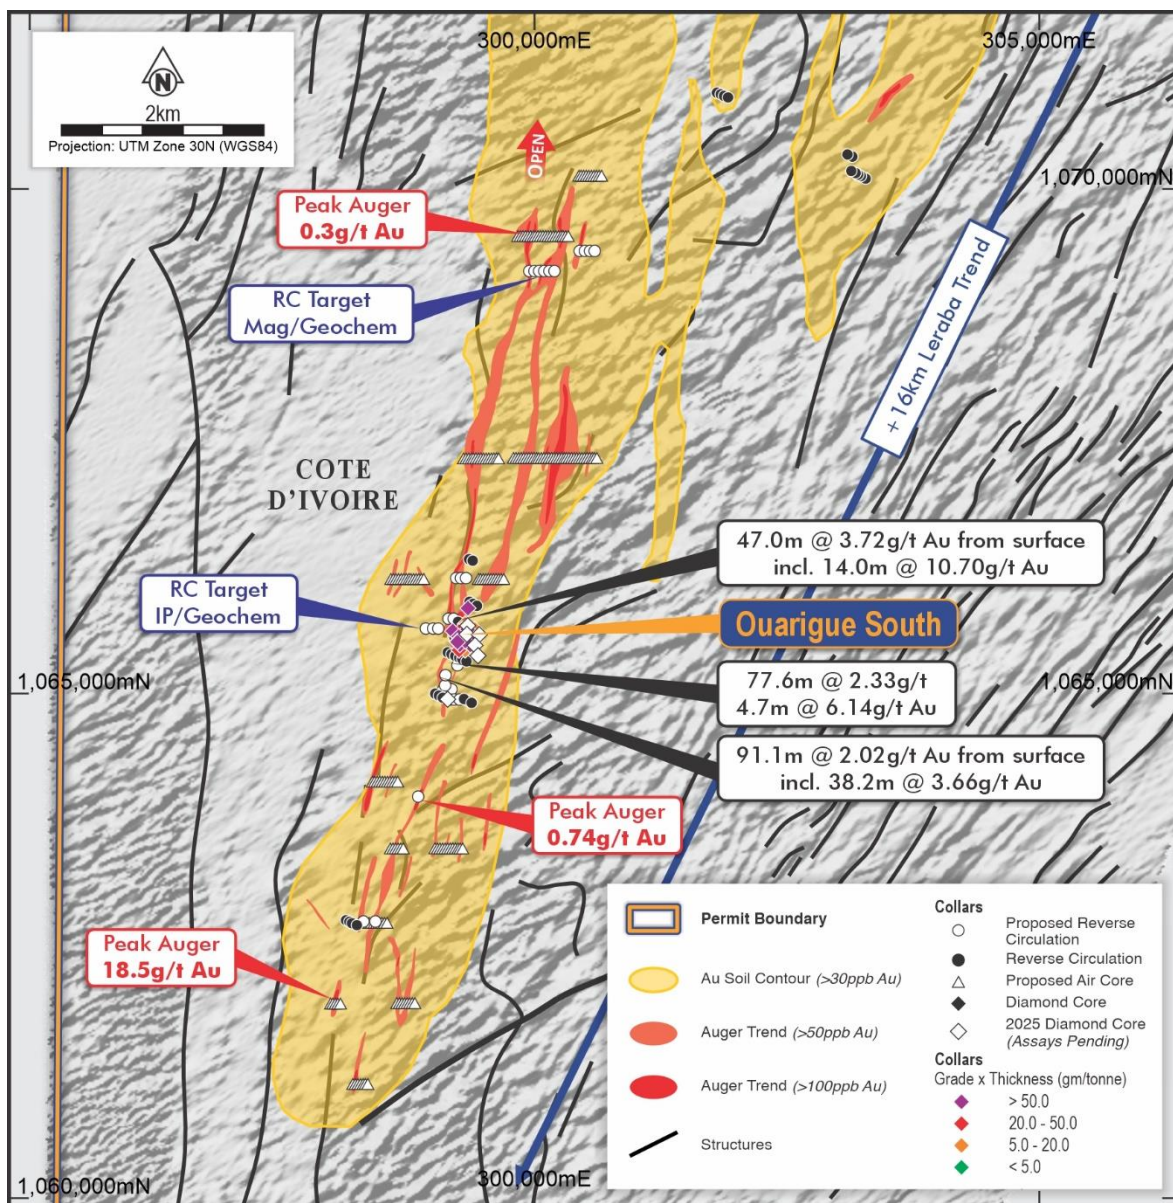 300,000mE
305,000mE
N
2km
Projection: UTM Zone 30N (WGS84)
OPEN
1,070,000mN
Peak Auger
0.3g/t Au
RC Target
Mag/Geochem
+16km Leraba Trend
COTE
D'IVOIRE
47.0m @ 3.72g/t Au from surface
incl. 14.0m @ 10.70g/t Au
RC Target
IP/Geochem
Ouarigue South
1,065,000mN
1,065,000mN
77.6m @ 2.33g/t
4.7m @ 6.14g/t Au
91.1m @ 2.02g/t Au from surface
incl. 38.2m @ 3.66g/t Au
Peak Auger
0.74g/t Au
Peak Auger
18.5g/t Au
Permit Boundary
Au Soil Contour (>30ppb Au)
Auger Trend (>50ppb Au)
Auger Trend (>100ppb Au)
Structures
Collars
Proposed Reverse
Circulation
Reverse Circulation
Proposed Air Core
Diamond Core
2025 Diamond Core
(Assays Pending)
Collars
Grade x Thickness (gm/tonne)
> 50.0
20.0 - 50.0
5.0 - 20.0
< 5.0
1,060,000mN
300,000mE